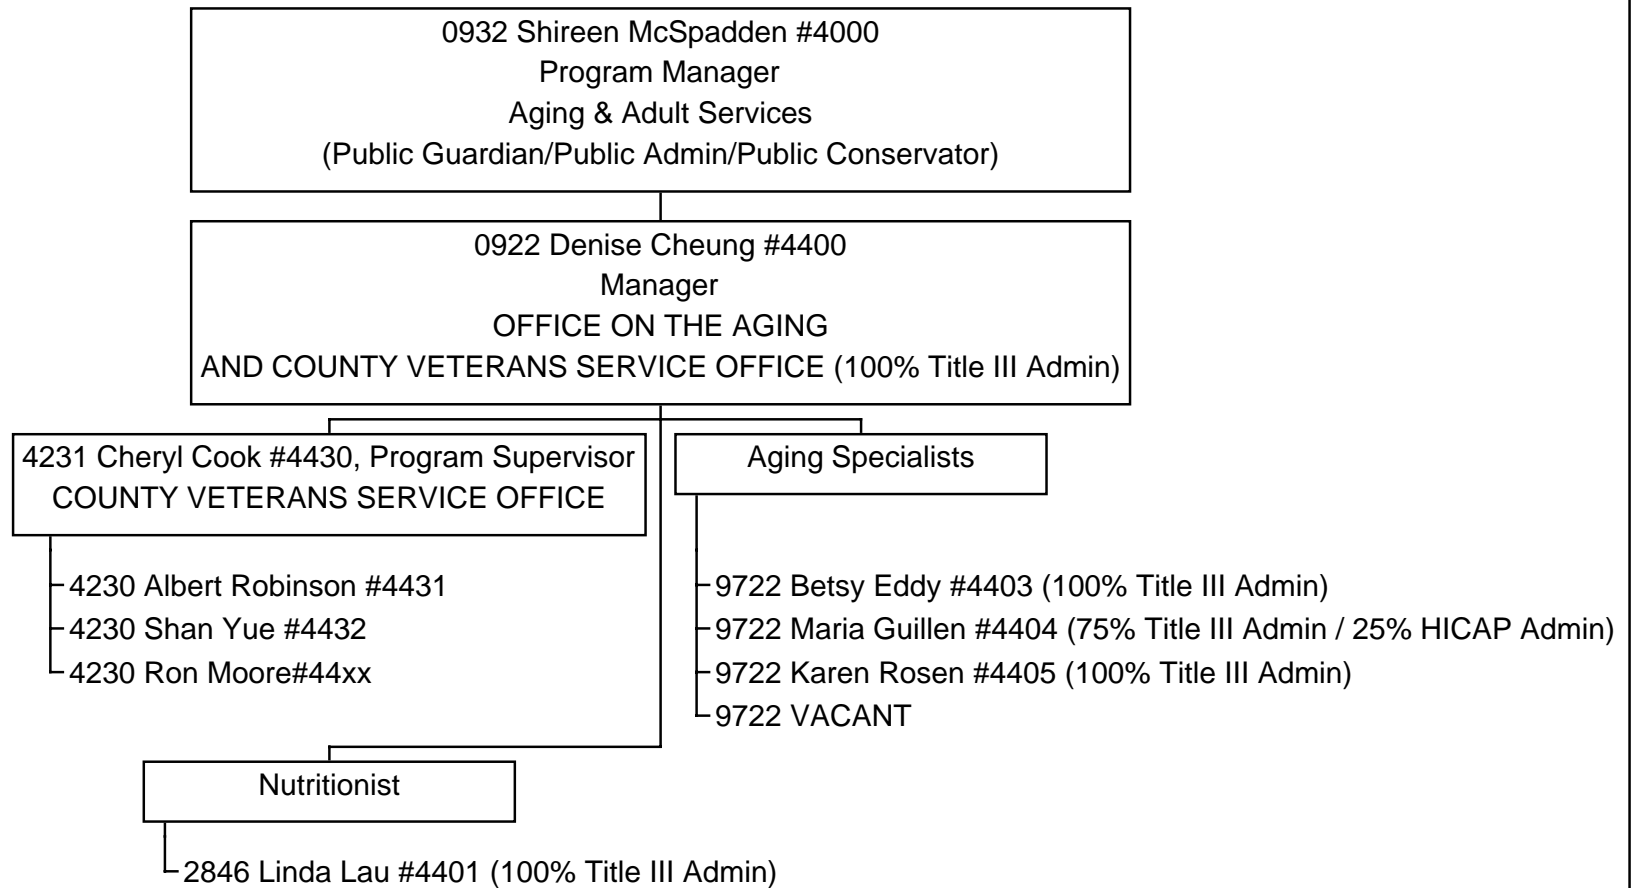 0932 Shireen McSpadden #4000
Program Manager
Aging & Adult Services
(Public Guardian/Public Admin/Public Conservator)
0922 Denise Cheung #4400
Manager
OFFICE ON THE AGING
AND COUNTY VETERANS SERVICE OFFICE (100% Title III Admin)
4231 Cheryl Cook #4430, Program Supervisor
COUNTY VETERANS SERVICE OFFICE
4230 Albert Robinson #4431
4230 Shan Yue #4432
4230 Ron Moore#44xx
Aging Specialists
9722 Betsy Eddy #4403 (100% Title III Admin)
9722 Maria Guillen #4404 (75% Title III Admin / 25% HICAP Admin)
9722 Karen Rosen #4405 (100% Title III Admin)
9722 VACANT
Nutritionist
2846 Linda Lau #4401 (100% Title III Admin)